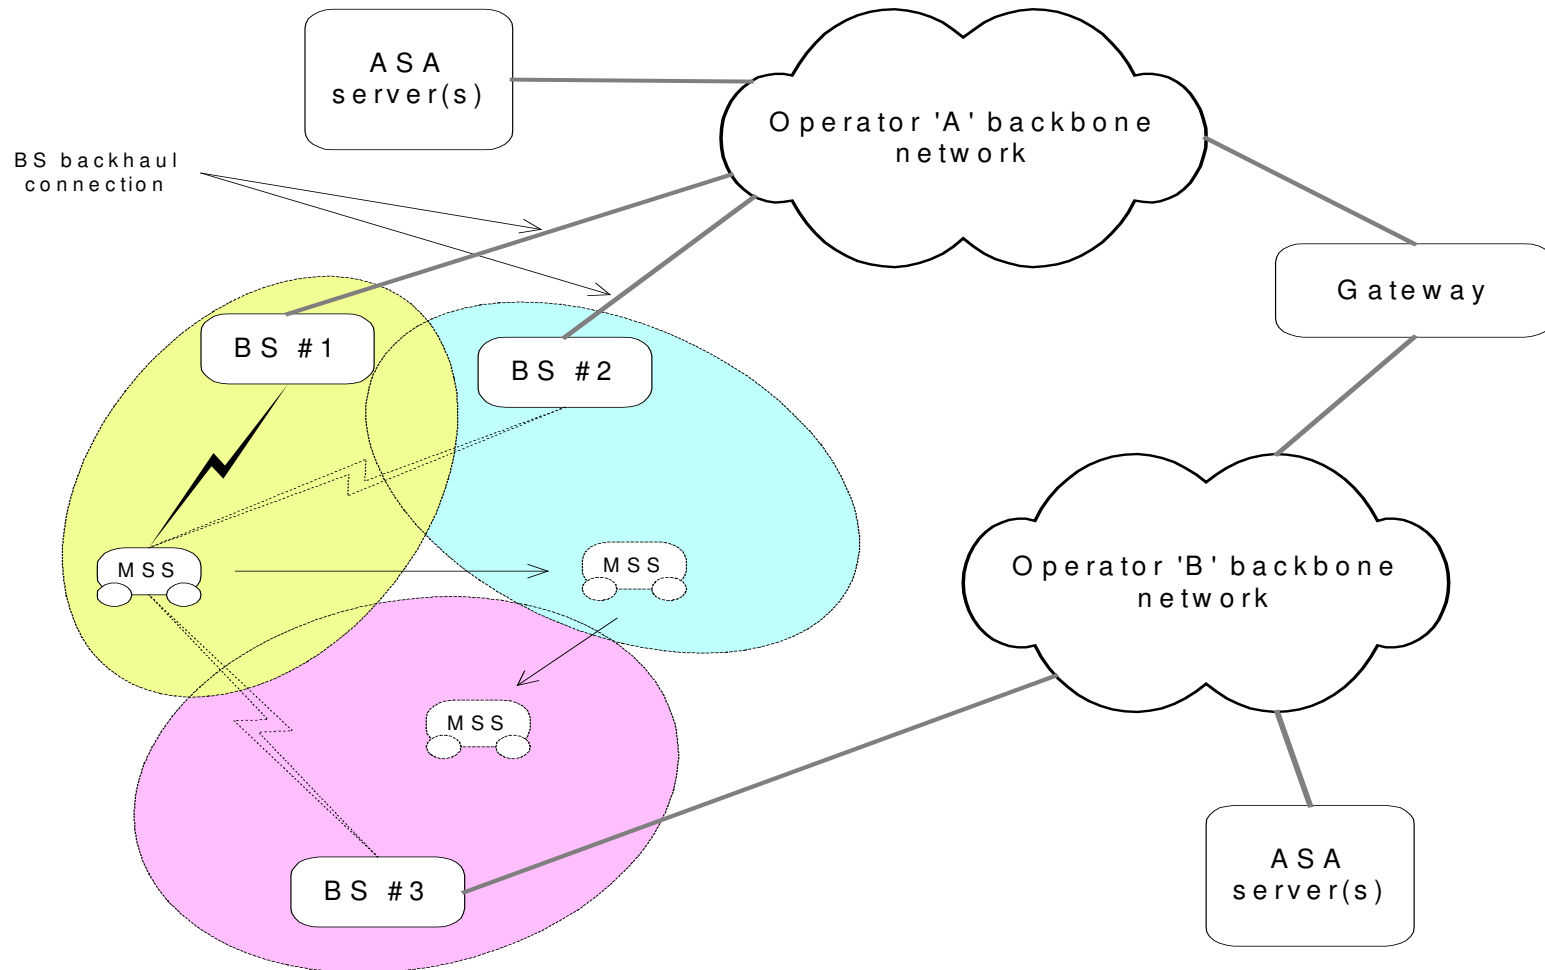 ASA
server(s)
Operator 'A' backbone
network
BS backhaul
connection
Gateway
BS #1
BS #2
MSS
MSS
Operator 'B' backbone
network
MSS
BS #3
ASA
server(s)